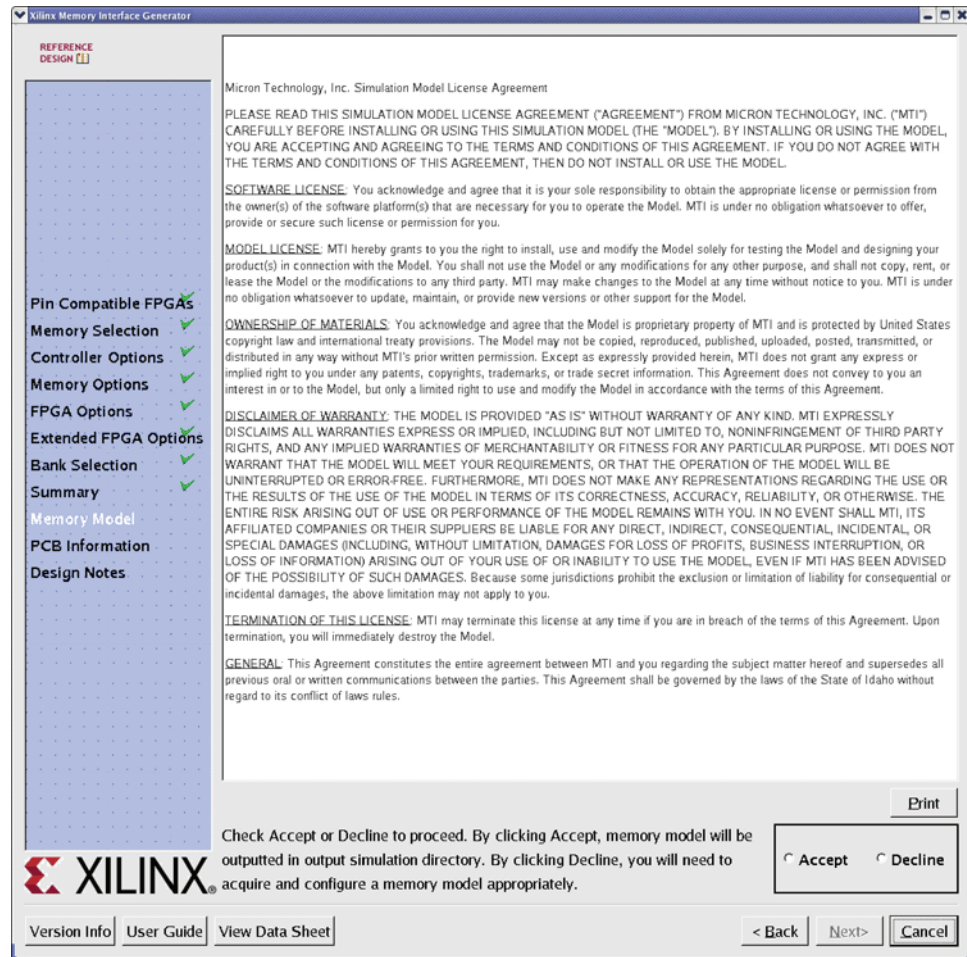 Xilinx Memory Interface Generator
REFERENCE
DESIGN
Pin Compatible FPGAs
Memory Selection
Controller Options
Memory Options
FPGA Options
Extended FPGA Options
Bank Selection
Summary
Memory Model
PCB Information
Design Notes
XILINX®
Micron Technology, Inc. Simulation Model License Agreement
PLEASE READ THIS SIMULATION MODEL LICENSE AGREEMENT ("AGREEMENT") FROM MICRON TECHNOLOGY, INC. ("MTI")
CAREFULLY BEFORE INSTALLING OR USING THIS SIMULATION MODEL (THE "MODEL"). BY INSTALLING OR USING THE MODEL,
YOU ARE ACCEPTING AND AGREEING TO THE TERMS AND CONDITIONS OF THIS AGREEMENT. IF YOU DO NOT AGREE WITH
THE TERMS AND CONDITIONS OF THIS AGREEMENT, THEN DO NOT INSTALL OR USE THE MODEL.
SOFTWARE LICENSE: You acknowledge and agree that it is your sole responsibility to obtain the appropriate license or permission from
the owner(s) of the software platform(s) that are necessary for you to operate the Model. MTI is under no obligation whatsoever to offer,
provide or secure such license or permission for you.
MODEL LICENSE: MTI hereby grants to you the right to install, use and modify the Model solely for testing the Model and designing your
product(s) in connection with the Model. You shall not use the Model or any modifications for any other purpose, and shall not copy, rent, or
lease the Model or the modifications to any third party. MTI may make changes to the Model at any time without notice to you. MTI is under
no obligation whatsoever to update, maintain, or provide new versions or other support for the Model.
OWNERSHIP OF MATERIALS: You acknowledge and agree that the Model is proprietary property of MTI and is protected by United States
copyright law and international treaty provisions. The Model may not be copied, reproduced, published, uploaded, posted, transmitted, or
distributed in any way without MTI's prior written permission. Except as expressly provided herein, MTI does not grant any express or
implied right to you under any patents, copyrights, trademarks, or trade secret information. This Agreement does not convey to you an
interest in or to the Model, but only a limited right to use and modify the Model in accordance with the terms of this Agreement.
DISCLAIMER OF WARRANTY: THE MODEL IS PROVIDED "AS IS" WITHOUT WARRANTY OF ANY KIND. MTI EXPRESSLY
DISCLAIMS ALL WARRANTIES EXPRESS OR IMPLIED, INCLUDING BUT NOT LIMITED TO, NONINFRINGEMENT OF THIRD PARTY
RIGHTS, AND ANY IMPLIED WARRANTIES OF MERCHANTABILITY OR FITNESS FOR ANY PARTICULAR PURPOSE. MTI DOES NOT
WARRANT THAT THE MODEL WILL MEET YOUR REQUIREMENTS, OR THAT THE OPERATION OF THE MODEL WILL BE
UNINTERRUPTED OR ERROR-FREE. FURTHERMORE, MTI DOES NOT MAKE ANY REPRESENTATIONS REGARDING THE USE OR
THE RESULTS OF THE USE OF THE MODEL IN TERMS OF ITS CORRECTNESS, ACCURACY, RELIABILITY, OR OTHERWISE. THE
ENTIRE RISK ARISING OUT OF USE OR PERFORMANCE OF THE MODEL REMAINS WITH YOU. IN NO EVENT SHALL MTI, ITS
AFFILIATED COMPANIES OR THEIR SUPPLIERS BE LIABLE FOR ANY DIRECT, INDIRECT, CONSEQUENTIAL, INCIDENTAL, OR
SPECIAL DAMAGES (INCLUDING, WITHOUT LIMITATION, DAMAGES FOR LOSS OF PROFITS, BUSINESS INTERRUPTION, OR
LOSS OF INFORMATION) ARISING OUT OF YOUR USE OF OR INABILITY TO USE THE MODEL, EVEN IF MTI HAS BEEN ADVISED
OF THE POSSIBILITY OF SUCH DAMAGES. Because some jurisdictions prohibit the exclusion or limitation of liability for consequential or
incidental damages, the above limitation may not apply to you.
TERMINATION OF THIS LICENSE: MTI may terminate this license at any time if you are in breach of the terms of this Agreement. Upon
termination, you will immediately destroy the Model.
GENERAL: This Agreement constitutes the entire agreement between MTI and you regarding the subject matter hereof and supersedes all
previous oral or written communications between the parties. This Agreement shall be governed by the laws of the State of Idaho without
regard to its conflict of laws rules.
Print
Check Accept or Decline to proceed. By clicking Accept, memory model will be
outputted in output simulation directory. By clicking Decline, you will need to
acquire and configure a memory model appropriately.
Accept Decline
Version Info User Guide View Data Sheet < Back Next> Cancel